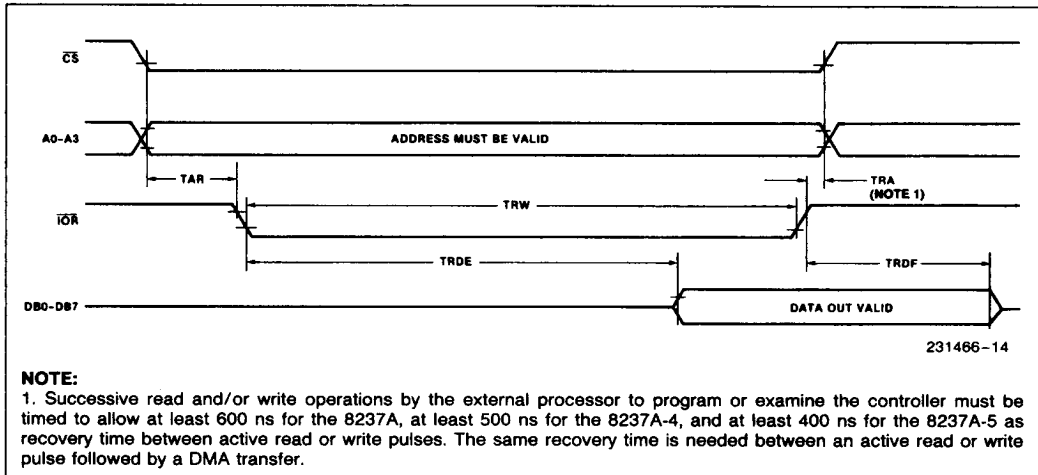 CS
A0-A3
ADDRESS MUST BE VALID
TAR
TRA
(NOTE 1)
IOR
TRW
TRDE
TRDF
DB0-DB7
DATA OUT VALID
231466-14
NOTE:
1. Successive read and/or write operations by the external processor to program or examine the controller must be
timed to allow at least 600 ns for the 8237A, at least 500 ns for the 8237A-4, and at least 400 ns for the 8237A-5 as
recovery time between active read or write pulses. The same recovery time is needed between an active read or write
pulse followed by a DMA transfer.